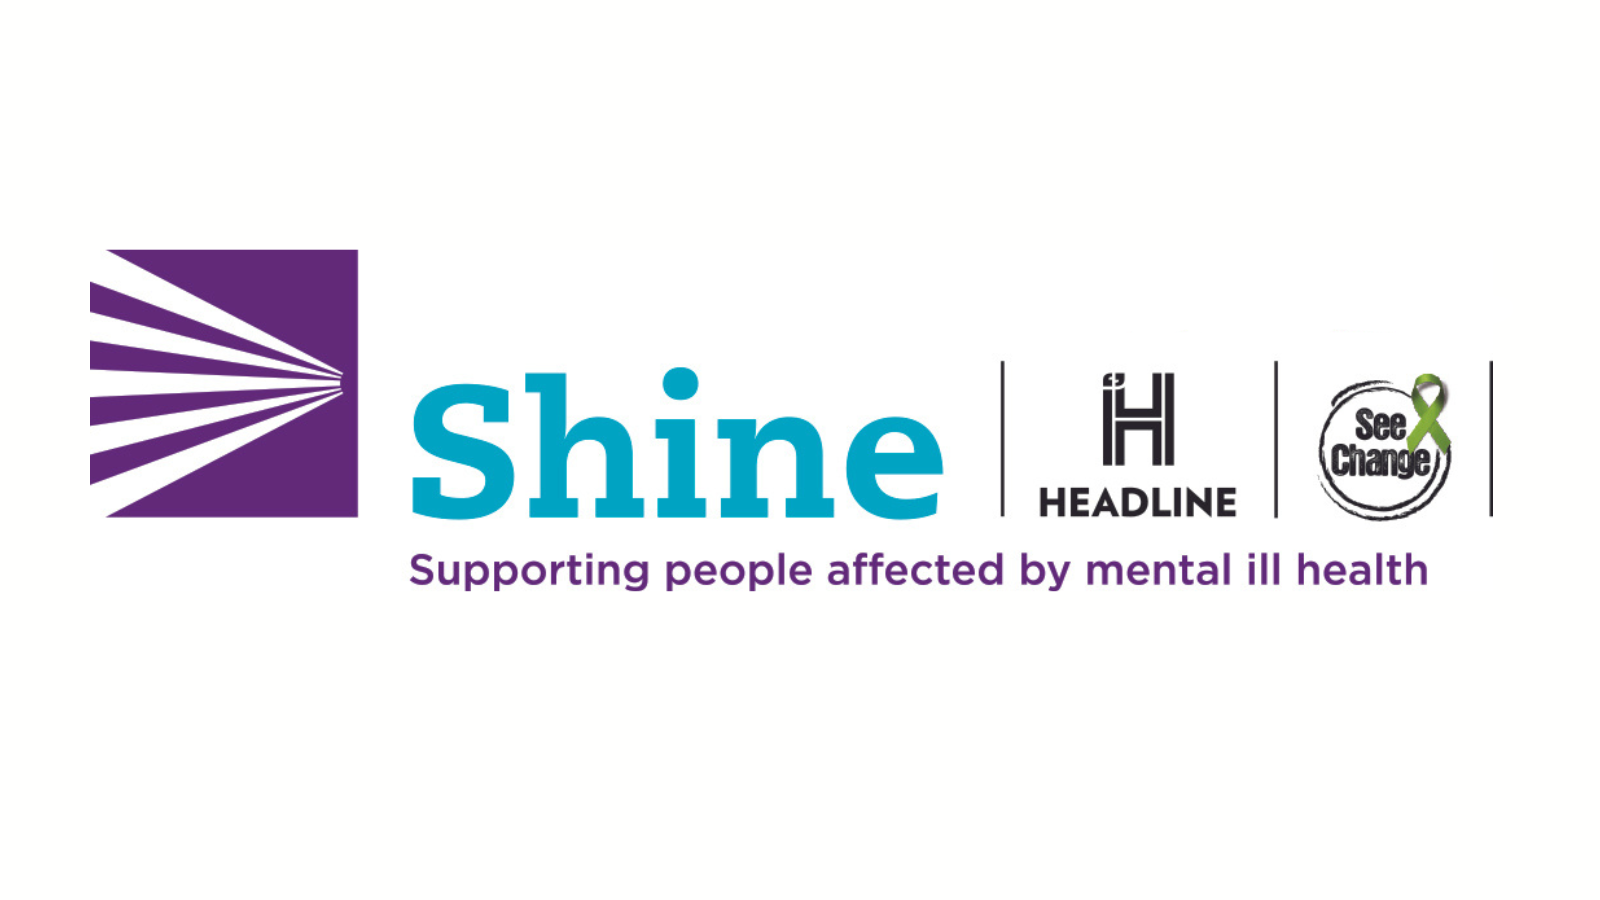 Shine
H
HEADLINE
See
Change
Supporting people affected by mental ill health